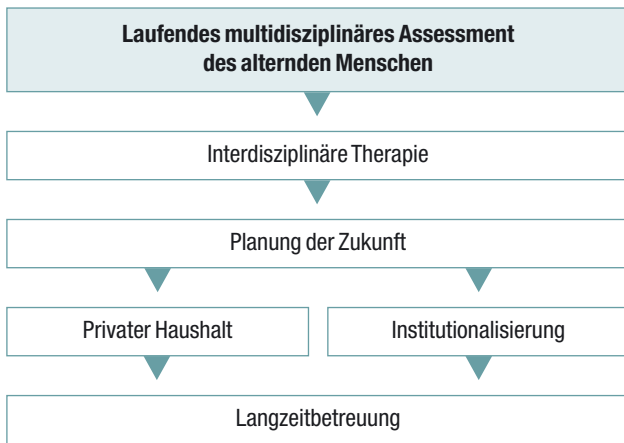 Laufendes multidisziplinäres Assessment
des alternden Menschen
Interdisziplinäre Therapie
Planung der Zukunft
Privater Haushalt
Institutionalisierung
Langzeitbetreuung